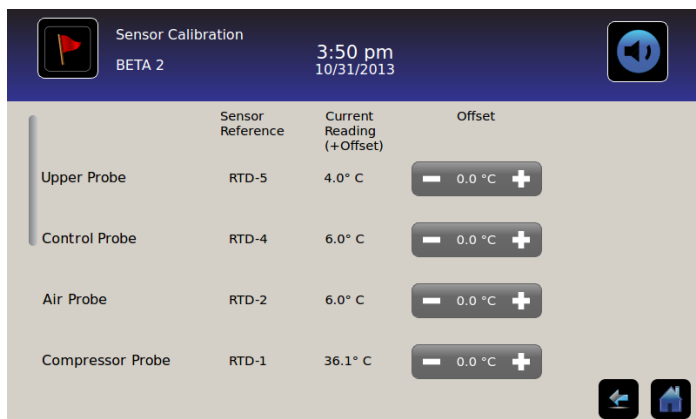 Sensor Calibration
BETA 2
3:50 pm
10/31/2013
Sensor Reference
Current Reading (+Offset)
Offset
Upper Probe RTD-5 4.0° C 0.0 °C
Control Probe RTD-4 6.0° C 0.0 °C
Air Probe RTD-2 6.0° C 0.0 °C
Compressor Probe RTD-1 36.1° C 0.0 °C